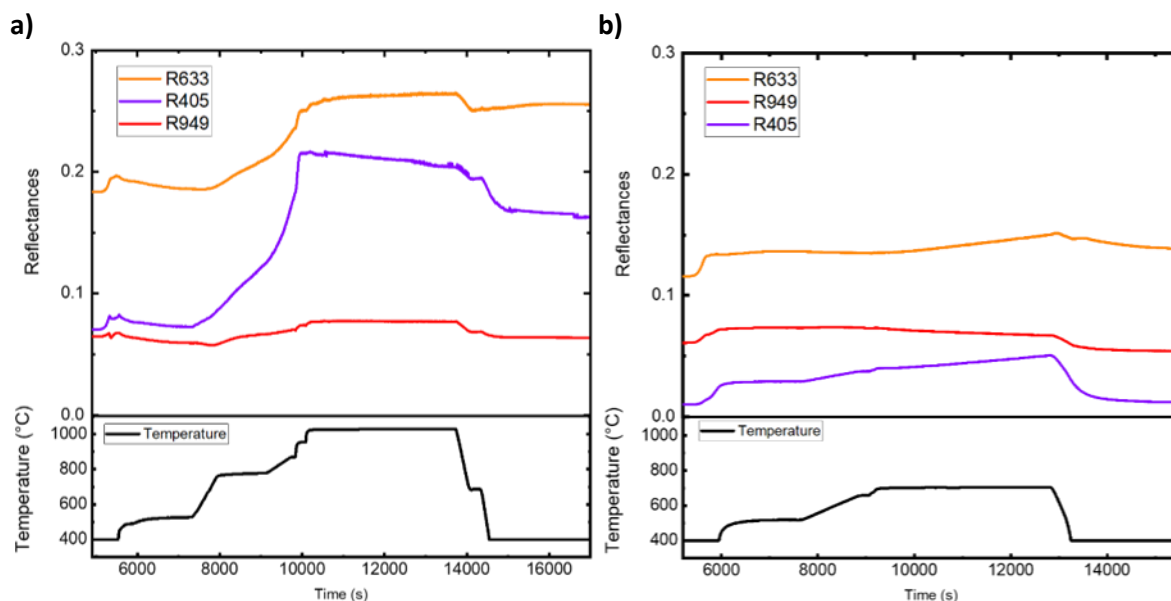 a)
0.3
0.2
0.1
0.0
Reflectances
R633
R405
R949
1000
800
600
400
Temperature (°C)
Temperature
6000 8000 10000 12000 14000 16000
Time (s)
b)
0.3
0.2
0.1
0.0
Reflectances
R633
R949
R405
1000
800
600
400
Temperature (°C)
Temperature
6000 8000 10000 12000 14000
Time (s)